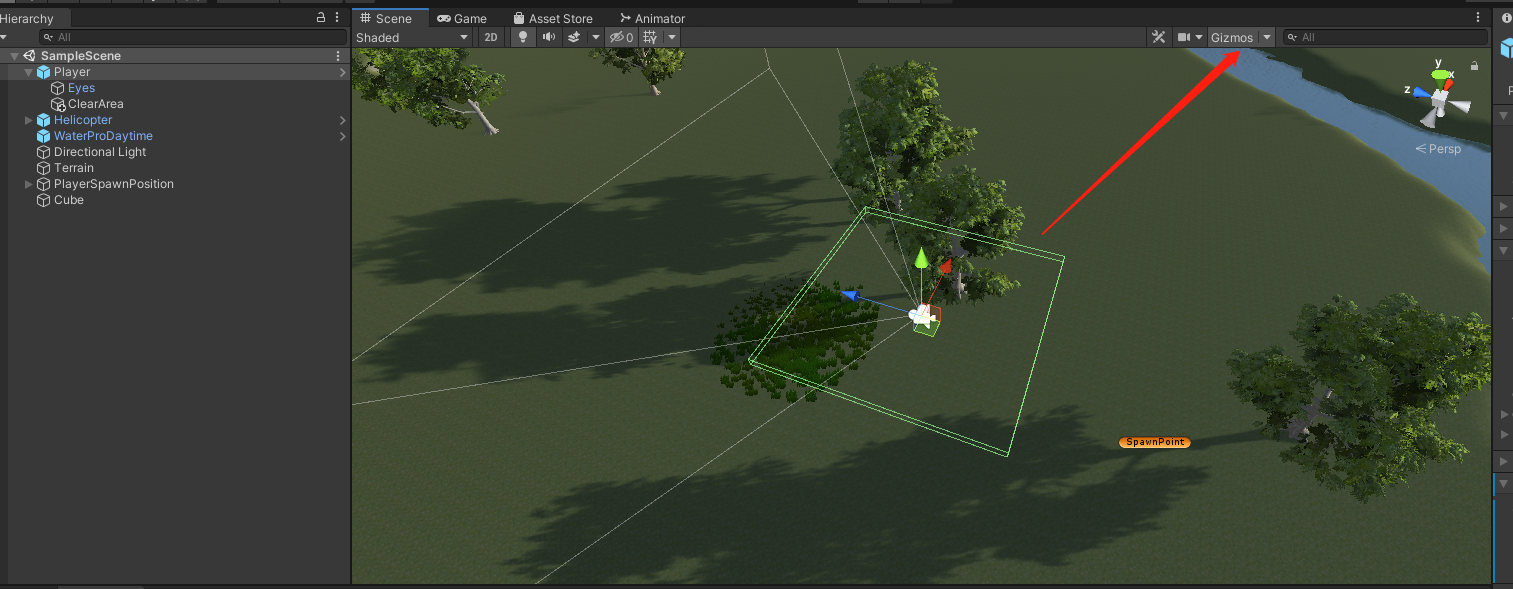 Hierarchy
All
SampleScene
Player
Eyes
ClearArea
Helicopter
WaterProDaytime
Directional Light
Terrain
PlayerSpawnPosition
Cube
Scene Game Asset Store Animator
Shaded 2D 0 Gizmos All
y
x
z
Persp
SpawnPoint